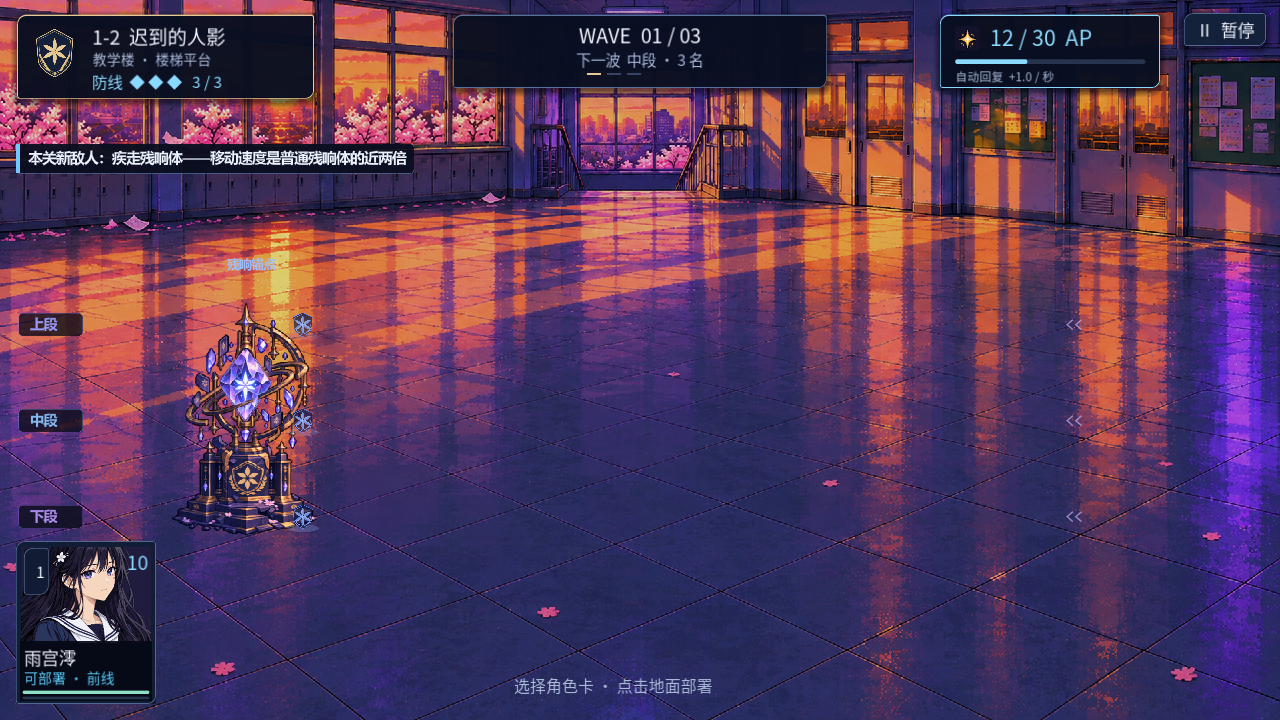 1-2 迟到的人影
教学楼 · 楼梯平台
防线 3 / 3
WAVE 01 / 03
下一波 中段 · 3 名
12 / 30 AP
自动回复 +1.0 / 秒
暂停
本关新敌人：疾走残响体——移动速度是普通残响体的近两倍
残响锚点
上段
中段
下段
1
10
雨宫澪
可部署 · 前线
选择角色卡 · 点击地面部署